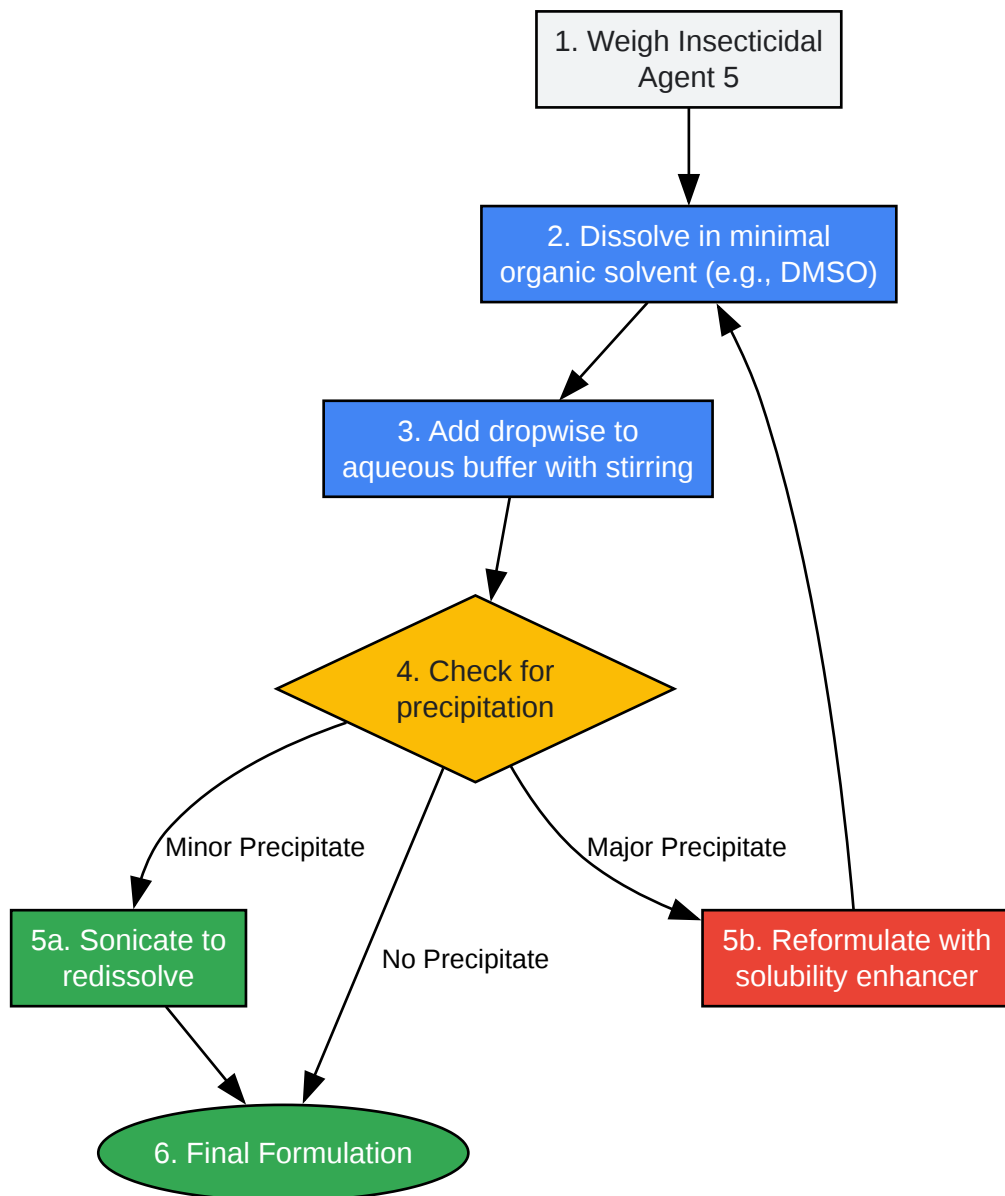 1. Weigh Insecticidal
Agent 5
2. Dissolve in minimal
organic solvent (e.g., DMSO)
3. Add dropwise to
aqueous buffer with stirring
4. Check for
precipitation
Minor Precipitate
Major Precipitate
5a. Sonicate to
redissolve
No Precipitate
5b. Reformulate with
solubility enhancer
6. Final Formulation